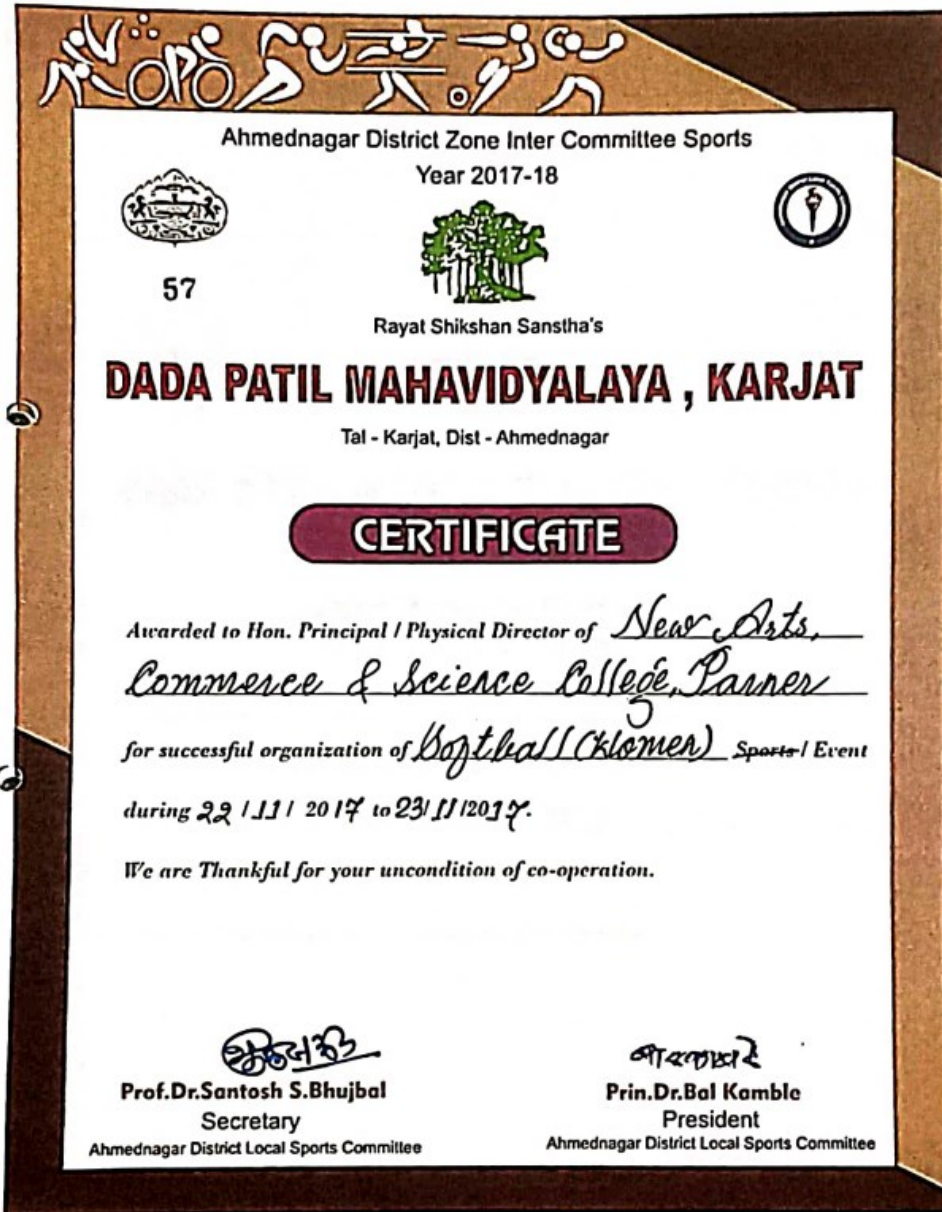 Ahmednagar District Zone Inter Committee Sports
Year 2017-18
57
Rayat Shikshan Sanstha's
DADA PATIL MAHAVIDYALAYA , KARJAT
Tal - Karjat, Dist - Ahmednagar
CERTIFICATE
Awarded to Hon. Principal / Physical Director of New Arts,
Commerce & Science College, Parner
for successful organization of Softball (Women) Sports / Event
during 22 / 11 / 2017 to 23/ 11 /2017.
We are Thankful for your uncondition of co-operation.
Prof.Dr.Santosh S.Bhujbal
Secretary
Ahmednagar District Local Sports Committee
Prin.Dr.Bal Kamble
President
Ahmednagar District Local Sports Committee